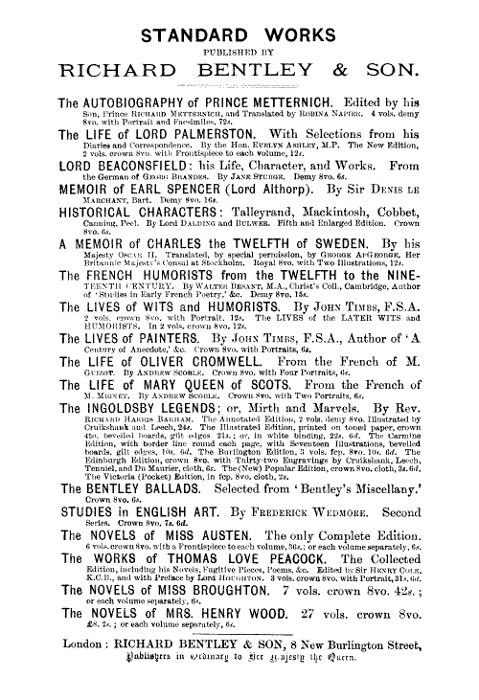 STANDARD WORKS
PUBLISHED BY
RICHARD BENTLEY & SON.
The AUTOBIOGRAPHY OF PRINCE METTERNICH. Edited by his
Son, Prince RICHARD METTERNICH, and Translated by ROBINA NAPIER. 4 vols. demy
8vo. with Portrait and Facsimiles, 72s.
The LIFE OF LORD PALMERSTON. With Selections from his
Diaries and Correspondence. By the Hon. EVELYN ASHLEY, M.P. The New Edition,
2 vols. crown 8vo. with Frontispiece to each volume, 12s.
LORD BEACONSFIELD: his Life, Character, and Works. From
the German of GEORG BRANDES. By JANE STURGE. Demy 8vo. 6s.
MEMOIR OF EARL SPENCER (Lord Althorp). By Sir DENIS LE
MARCHANT, Bart. Demy 8vo. 16s.
HISTORICAL CHARACTERS: Talleyrand, Mackintosh, Cobbet,
Canning, Peel. By Lord DALDING and BULWER. Fifth and Enlarged Edition. Crown
8vo. 6s.
A MEMOIR OF CHARLES THE TWELFTH OF SWEDEN. By his
Majesty OSCAR II. Translated, by special permission, by GEORGE APGEORGE, Her
Britannic Majesty's Consul at Stockholm. Royal 8vo. with Two Illustrations, 12s.
The FRENCH HUMORISTS from the TWELFTH to the NINE-
TEENTH CENTURY. By WALTER BESANT, M.A., Christ's Coll., Cambridge, Author
of 'Studies in Early French Poetry,' &c. Demy 8vo. 15s.
The LIVES OF WITS and HUMORISTS. By JOHN TIMBS, F.S.A.
2 vols. crown 8vo. with Portrait, 12s. The LIVES OF the LATER WITS and
HUMORISTS. In 2 vols. crown 8vo. 12s.
The LIVES OF PAINTERS. By JOHN TIMBS, F.S.A., Author of 'A
Century of Anecdote,' &c. Crown 8vo. with Portraits, 6s.
The LIFE OF OLIVER CROMWELL. From the French of M.
GUIZOT. By ANDREW SCOBLE. Crown 8vo. with Four Portraits, 6s.
The LIFE OF MARY QUEEN OF SCOTS. From the French of
M. MIGNET. By ANDREW SCOBLE. Crown 8vo. with Two Portraits, 6s.
The INGOLDSBY LEGENDS; or, Mirth and Marvels. By Rev.
RICHARD HARRIS BARHAM. The Annotated Edition, 2 vols. demy 8vo. Illustrated by
Cruikshank and Leech, 24s. The Illustrated Edition, printed on toned paper, crown
4to. bevelled boards, gilt edges 21s.; or, in white binding, 22s. 6d. The Carmine
Edition, with border line round each page, with Seventeen Illustrations, bevelled
boards, gilt edges, 10s. 6d. The Burlington Edition, 3 vols. fcp. 8vo. 10s. 6d. The
Edinburgh Edition, crown 8vo. with Thirty-two Engravings by Cruikshank, Leech,
Tenniel, and Du Maurier, cloth, 6s. The (New) Popular Edition, crown 8vo. cloth, 3s. 6d.
The Victoria (Pocket) Edition, in fcp. 8vo. cloth, 2s.
The BENTLEY BALLADS. Selected from 'Bentley's Miscellany.'
Crown 8vo. 6s.
STUDIES IN ENGLISH ART. By FREDERICK WEDMORE. Second
Series. Crown 8vo. 7s. 6d.
The NOVELS OF MISS AUSTEN. The only Complete Edition.
6 vols. crown 8vo. with a Frontispiece to each volume, 36s.; or each volume separately, 6s.
The WORKS OF THOMAS LOVE PEACOCK. The Collected
Edition, including his Novels, Fugitive Pieces, Poems, &c. Edited by Sir HENRY COLE,
K.C.B., and with Preface by Lord HOUGHTON. 3 vols. crown 8vo. with Portrait, 31s. 6d.
The NOVELS OF MISS BROUGHTON. 7 vols. crown 8vo. 42s.;
or each volume separately, 6s.
The NOVELS OF MRS. HENRY WOOD. 27 vols. crown 8vo.
£8. 2s.; or each volume separately, 6s.
London: RICHARD BENTLEY & SON, 8 New Burlington Street,
Publishers in Ordinary to Her Majesty the Queen.